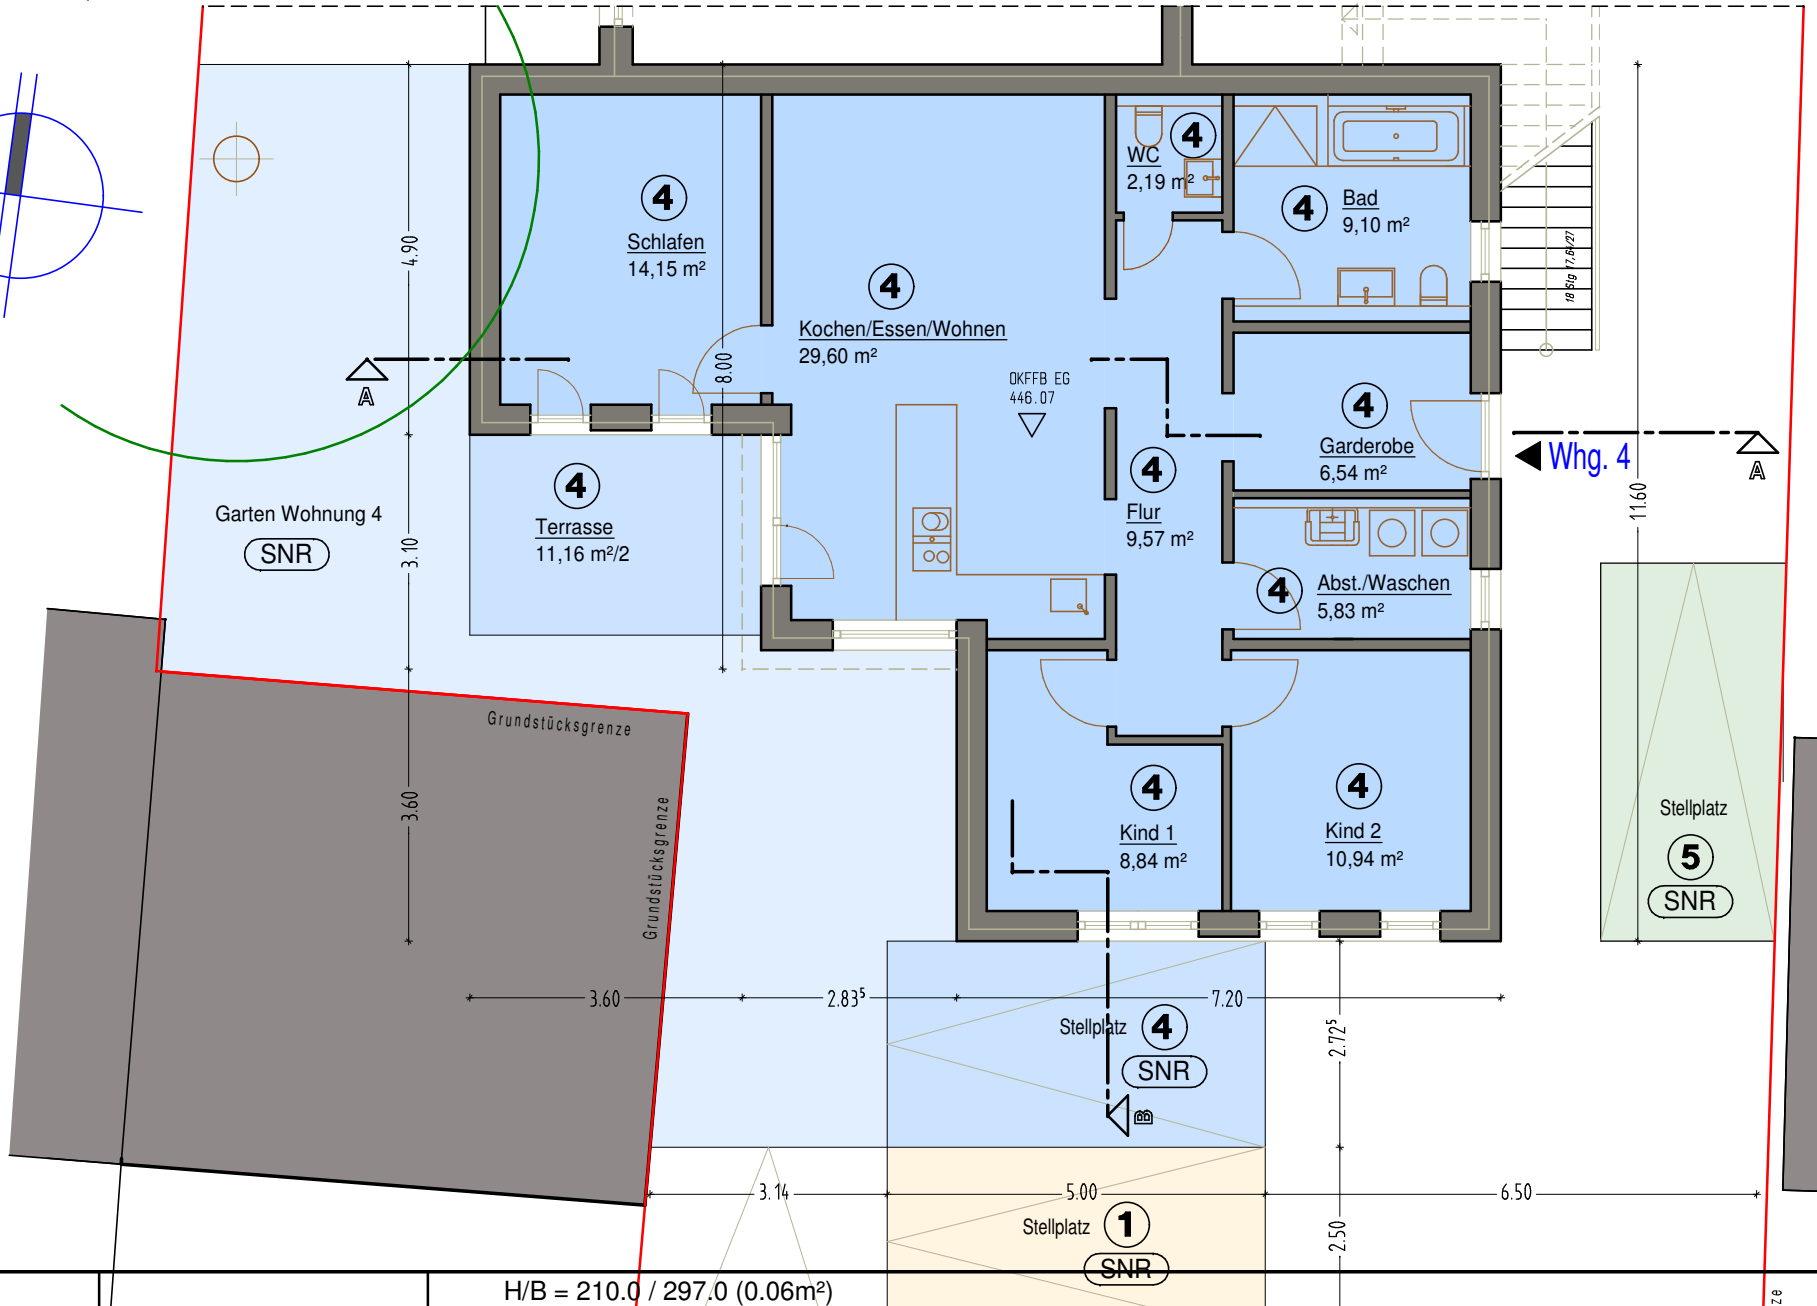 4
WC
2,19 m²
4
Bad
9,10 m²
4
Schlafen
14,15 m²
4
Kochen/Essen/Wohnen
29,60 m²
4.90
8.00
18 Stg 17,64/27
OKFFB EG
446.07
A
4
Garderobe
6,54 m²
Whg. 4
A
4
Flur
9,57 m²
11.60
4
Terrasse
11,16 m²/2
Garten Wohnung 4
SNR
3.10
4
Abst./Waschen
5,83 m²
Grundstücksgrenze
3.60
Grundstücksgrenze
4
Kind 1
8,84 m²
4
Kind 2
10,94 m²
Stellplatz
5
SNR
3.60
2.83⁵
7.20
Stellplatz 4
SNR
2.72⁵
B
3.14
5.00
6.50
Stellplatz 1
SNR
2.50
H/B = 210.0 / 297.0 (0.06m²)